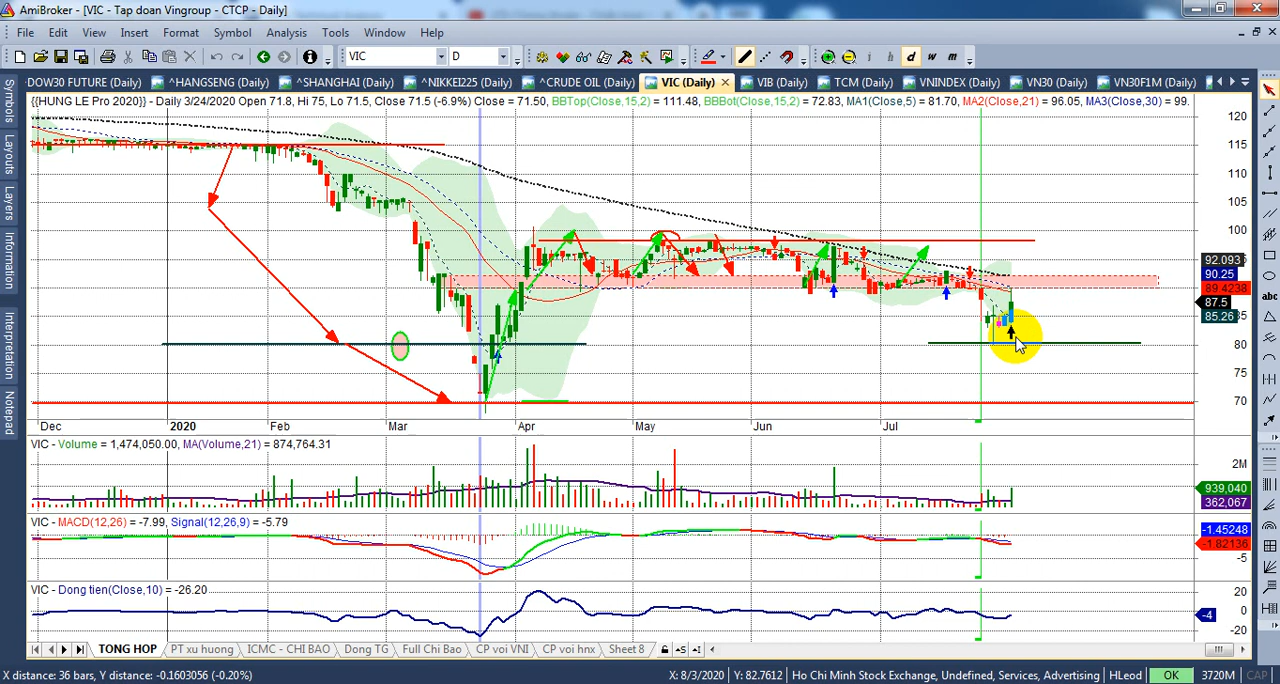 AmiBroker - [VIC - Tap doan Vingroup - CTCP - Daily]
File Edit View Insert Format Symbol Analysis Tools Window Help
VIC D i h d w m
DOW30 FUTURE (Daily) ^HANGSENG (Daily) ^SHANGHAI (Daily) ^NIKKEI225 (Daily) ^CRUDE OIL (Daily) VIC (Daily) VIB (Daily) TCM (Daily) VNINDEX (Daily) VN30 (Daily) VN30F1M (Daily)
{{HUNG LE Pro 2020}} - Daily 3/24/2020 Open 71.8, Hi 75, Lo 71.5, Close 71.5 (-6.9%) Close = 71.50, BBTop(Close,15,2) = 111.48, BBBot(Close,15,2) = 72.83, MA1(Close,5) = 81.70, MA2(Close,21) = 96.05, MA3(Close,30) = 99.
Symbols
Layouts
Layers
Information
Interpretation
Notepad
120
115
110
105
100
95
92.093
90.25
89.4238
87.5
85.26
80
75
70
abc
Dec 2020 Feb Mar Apr May Jun Jul
VIC - Volume = 1,474,050.00, MA(Volume,21) = 874,764.31
2M
939,040
362,067
VIC - MACD(12,26) = -7.99, Signal(12,26,9) = -5.79
-1.45248
-1.82136
-5
VIC - Dong tien(Close,10) = -26.20
20
0
-4
-20
TONG HOP PT xu huong ICMC - CHI BAO Dong TG Full Chi Bao CP voi VNI CP voi hnx Sheet 8
X distance: 36 bars, Y distance: -0.1603056 (-0.20%) X: 8/3/2020 Y: 82.7612 Ho Chi Minh Stock Exchange, Undefined, Services, Advertising HLeod OK 3720M CAP